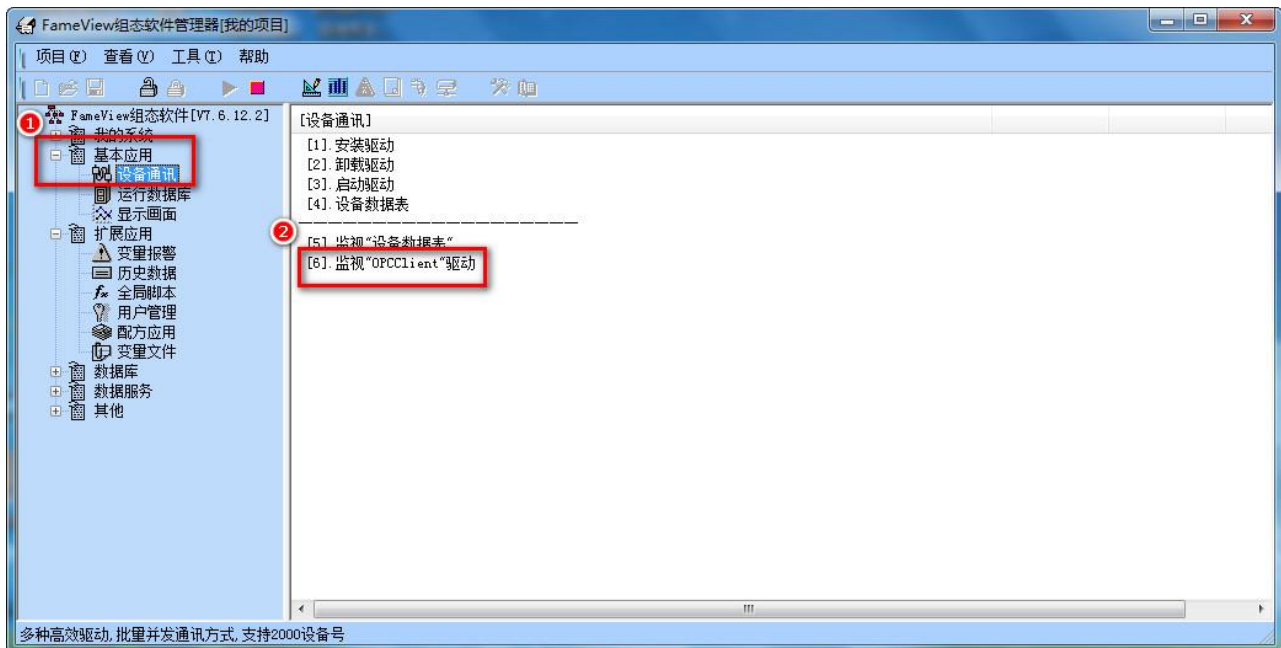 FameView组态软件管理器[我的项目]
项目(F) 查看(V) 工具(T) 帮助
FameView组态软件[V7.6.12.2]
1
我的系统
基本应用
设备通讯
运行数据库
显示画面
扩展应用
变量报警
历史数据
全局脚本
用户管理
配方应用
变量文件
数据库
数据服务
其他
[设备通讯]
[1].安装驱动
[2].卸载驱动
[3].启动驱动
[4].设备数据表
2
[5].监视"设备数据表"
[6].监视"OPCClient"驱动
多种高效驱动,批量并发通讯方式,支持2000设备号